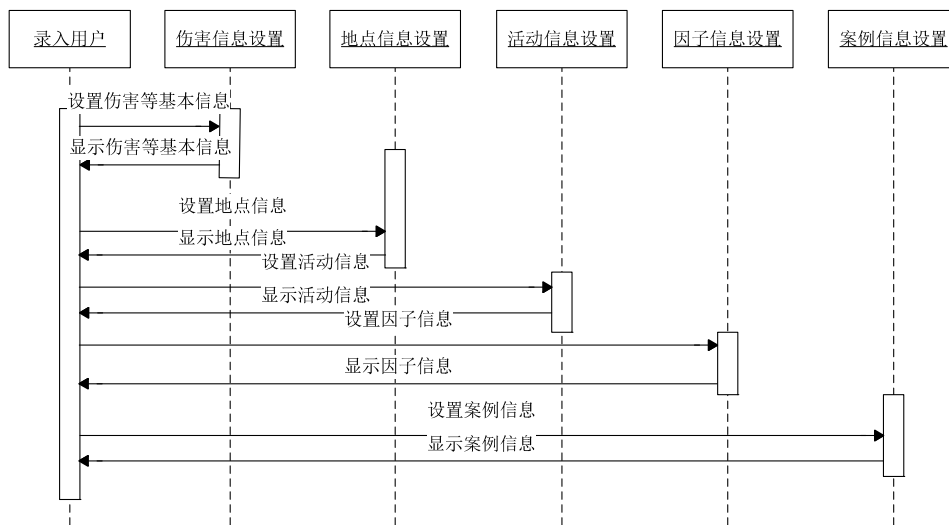 录入用户
伤害信息设置
地点信息设置
活动信息设置
因子信息设置
案例信息设置
设置伤害等基本信息
显示伤害等基本信息
设置地点信息
显示地点信息
设置活动信息
显示活动信息
设置因子信息
显示因子信息
设置案例信息
显示案例信息